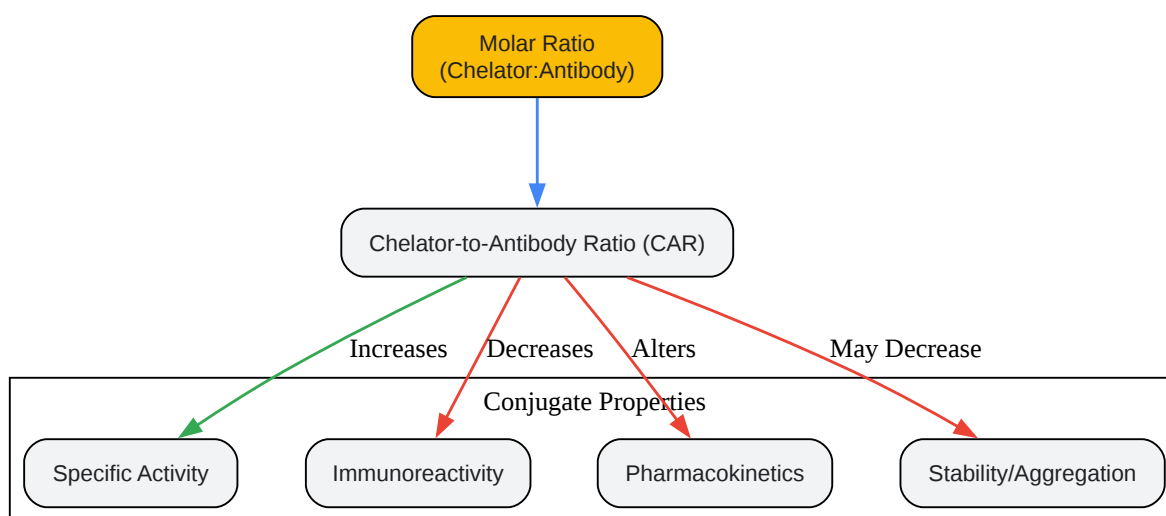 Molar Ratio
(Chelator:Antibody)
Chelator-to-Antibody Ratio (CAR)
Increases
Decreases
Alters
May Decrease
Conjugate Properties
Specific Activity
Immunoreactivity
Pharmacokinetics
Stability/Aggregation